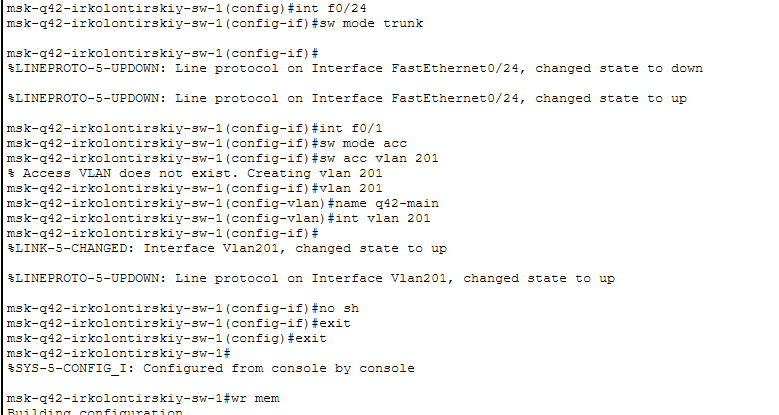 msk-q42-irkolontirskiy-sw-1(config)#int f0/24
msk-q42-irkolontirskiy-sw-1(config-if)#sw mode trunk
msk-q42-irkolontirskiy-sw-1(config-if)#
%LINEPROTO-5-UPDOWN: Line protocol on Interface FastEthernet0/24, changed state to down
%LINEPROTO-5-UPDOWN: Line protocol on Interface FastEthernet0/24, changed state to up
msk-q42-irkolontirskiy-sw-1(config-if)#int f0/1
msk-q42-irkolontirskiy-sw-1(config-if)#sw mode acc
msk-q42-irkolontirskiy-sw-1(config-if)#sw acc vlan 201
% Access VLAN does not exist. Creating vlan 201
msk-q42-irkolontirskiy-sw-1(config-if)#vlan 201
msk-q42-irkolontirskiy-sw-1(config-vlan)#name q42-main
msk-q42-irkolontirskiy-sw-1(config-vlan)#int vlan 201
msk-q42-irkolontirskiy-sw-1(config-if)#
%LINK-5-CHANGED: Interface Vlan201, changed state to up
%LINEPROTO-5-UPDOWN: Line protocol on Interface Vlan201, changed state to up
msk-q42-irkolontirskiy-sw-1(config-if)#no sh
msk-q42-irkolontirskiy-sw-1(config-if)#exit
msk-q42-irkolontirskiy-sw-1(config)#exit
msk-q42-irkolontirskiy-sw-1#
%SYS-5-CONFIG_I: Configured from console by console
msk-q42-irkolontirskiy-sw-1#wr mem
Building configuration